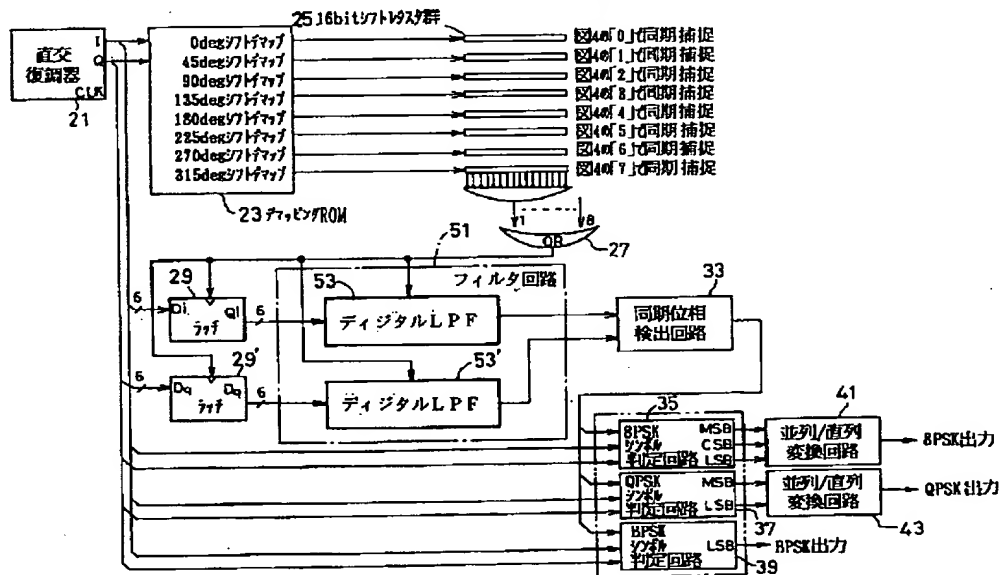 25 16bitシフトレタスタ群
直交
復調器
I
Q
CLK
21
0degシフトデマップ
45degシフトデマップ
90degシフトデマップ
135degシフトデマップ
180degシフトデマップ
225degシフトデマップ
270degシフトデマップ
315degシフトデマップ
23 デマッピングROM
図4の「0」で同期捕捉
図4の「1」で同期捕捉
図4の「2」で同期捕捉
図4の「3」で同期捕捉
図4の「4」で同期捕捉
図4の「5」で同期捕捉
図4の「6」で同期捕捉
図4の「7」で同期捕捉
1
8
OR
27
51
フィルタ回路
29
6
Di
Qi
ラッチ
6
53
ディジタルLPF
33
同期位相
検出回路
29'
6
Dq
Dq
ラッチ
6
53'
ディジタルLPF
35
8PSK
シンボル
判定回路
MSB
CSB
LSB
41
並列/直列
変換回路
8PSK出力
QPSK
シンボル
判定回路
MSB
LSB
37
並列/直列
変換回路
43
QPSK出力
BPSK
シンボル
判定回路
LSB
39
BPSK出力